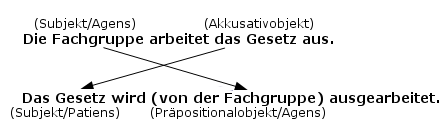 (Subjekt/Agens) (Akkusativobjekt)
Die Fachgruppe arbeitet das Gesetz aus.
Das Gesetz wird (von der Fachgruppe) ausgearbeitet.
(Subjekt/Patiens) (Präpositionalobjekt/Agens)